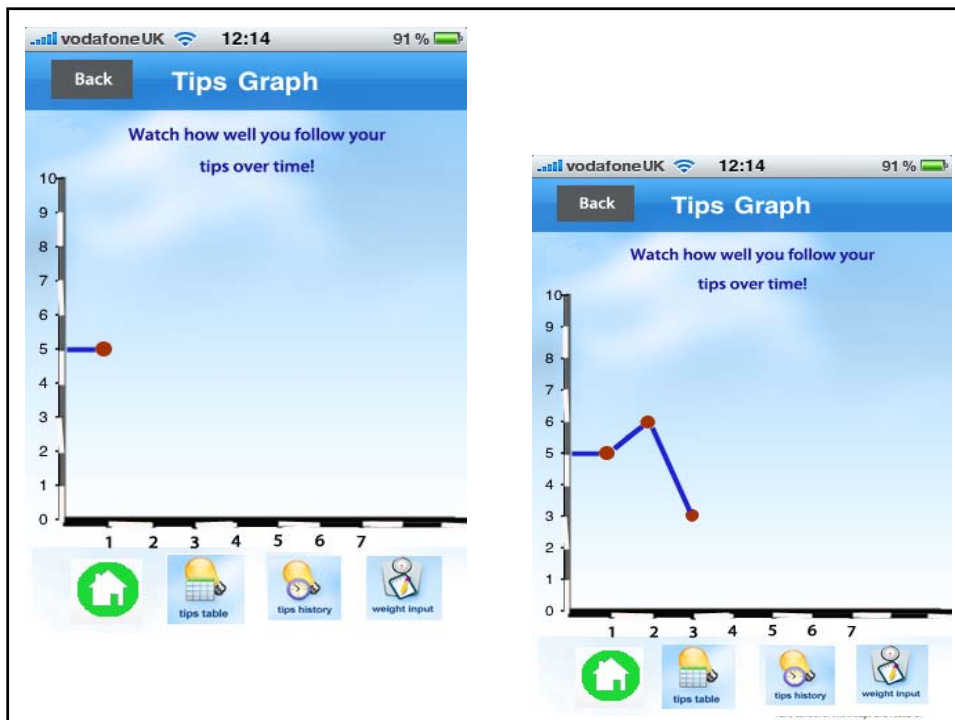 vodafone UK 12:14 91 %
Back Tips Graph
Watch how well you follow your
tips over time!
10
9
8
7
6
5
4
3
2
1
0
1 2 3 4 5 6 7
tips table tips history weight input
vodafone UK 12:14 91 %
Back Tips Graph
Watch how well you follow your
tips over time!
10
9
8
7
6
5
4
3
2
1
0
1 2 3 4 5 6 7
tips table tips history weight input